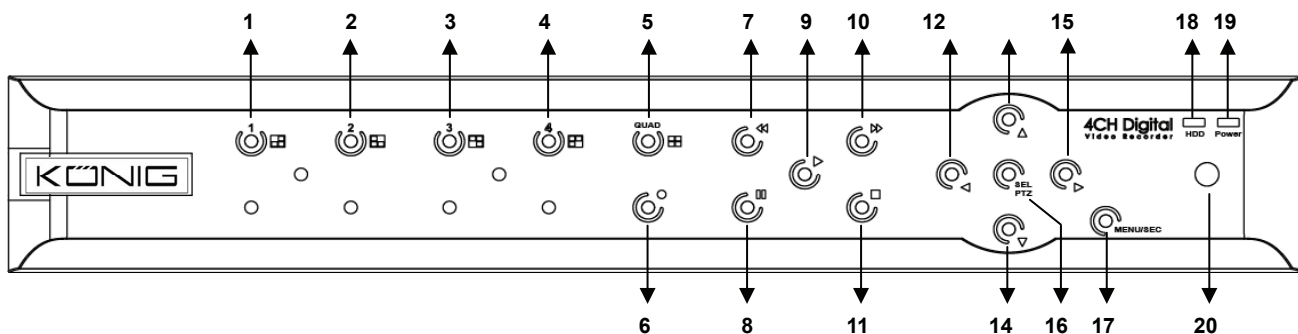 1 2 3 4 5 7 9 10 12 15 18 19
1 2 3 4 QUAD
4CH Digital
Video Recorder
HDD Power
KÖNIG
SEL
PTZ
MENU/SEC
6 8 11 14 16 17 20